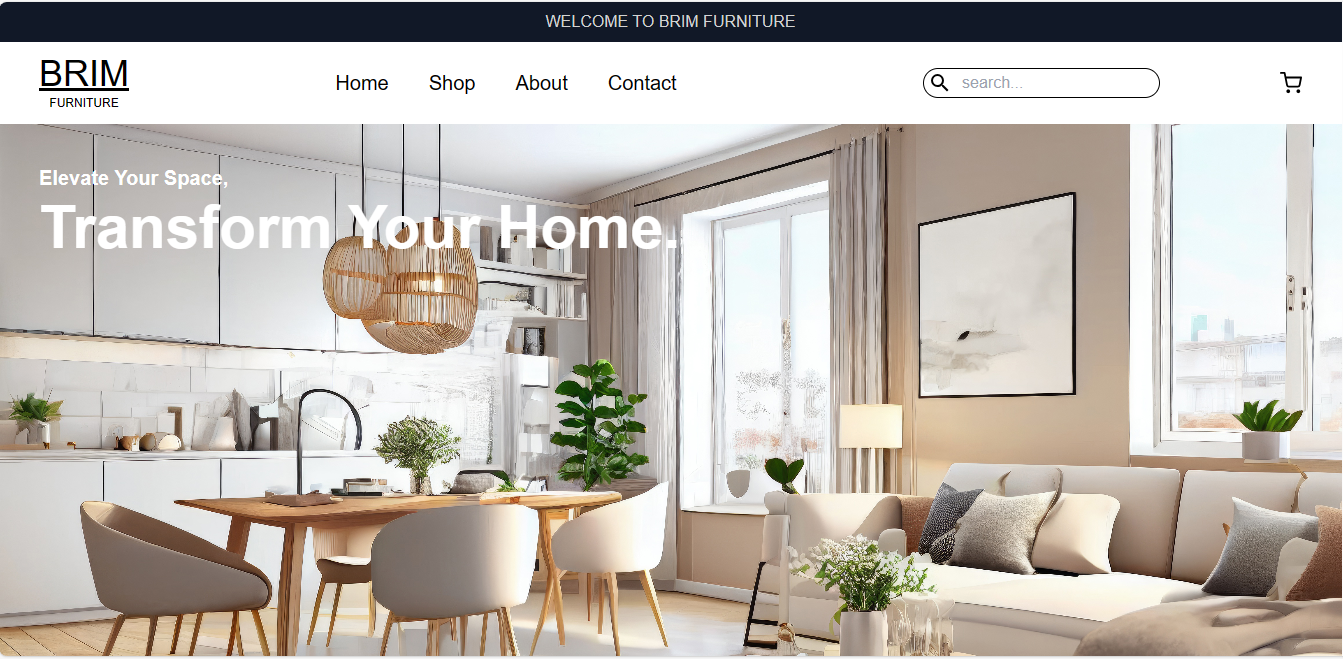 WELCOME TO BRIM FURNITURE
BRIM
FURNITURE
Home Shop About Contact search...
Elevate Your Space,
Transform Your Home.